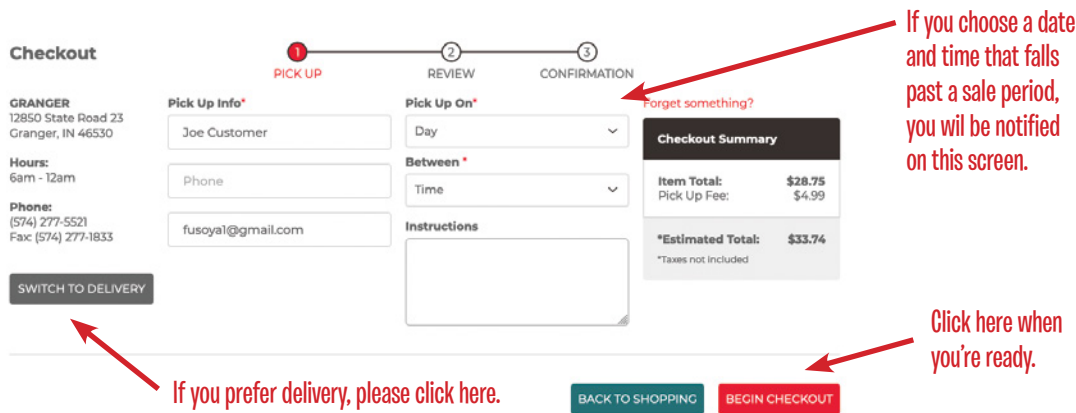 Checkout
1
2
3
PICK UP
REVIEW
CONFIRMATION
GRANGER
12850 State Road 23
Granger, IN 46530
Hours:
6am - 12am
Phone:
(574) 277-5521
Fax: (574) 277-1833
SWITCH TO DELIVERY
Pick Up Info*
Joe Customer
Phone
fusoya1@gmail.com
Pick Up On*
Day
Between *
Time
Instructions
Forget something?
Checkout Summary
Item Total: $28.75
Pick Up Fee: $4.99
*Estimated Total: $33.74
*Taxes not included
If you choose a date
and time that falls
past a sale period,
you wil be notified
on this screen.
If you prefer delivery, please click here.
Click here when
you're ready.
BACK TO SHOPPING
BEGIN CHECKOUT